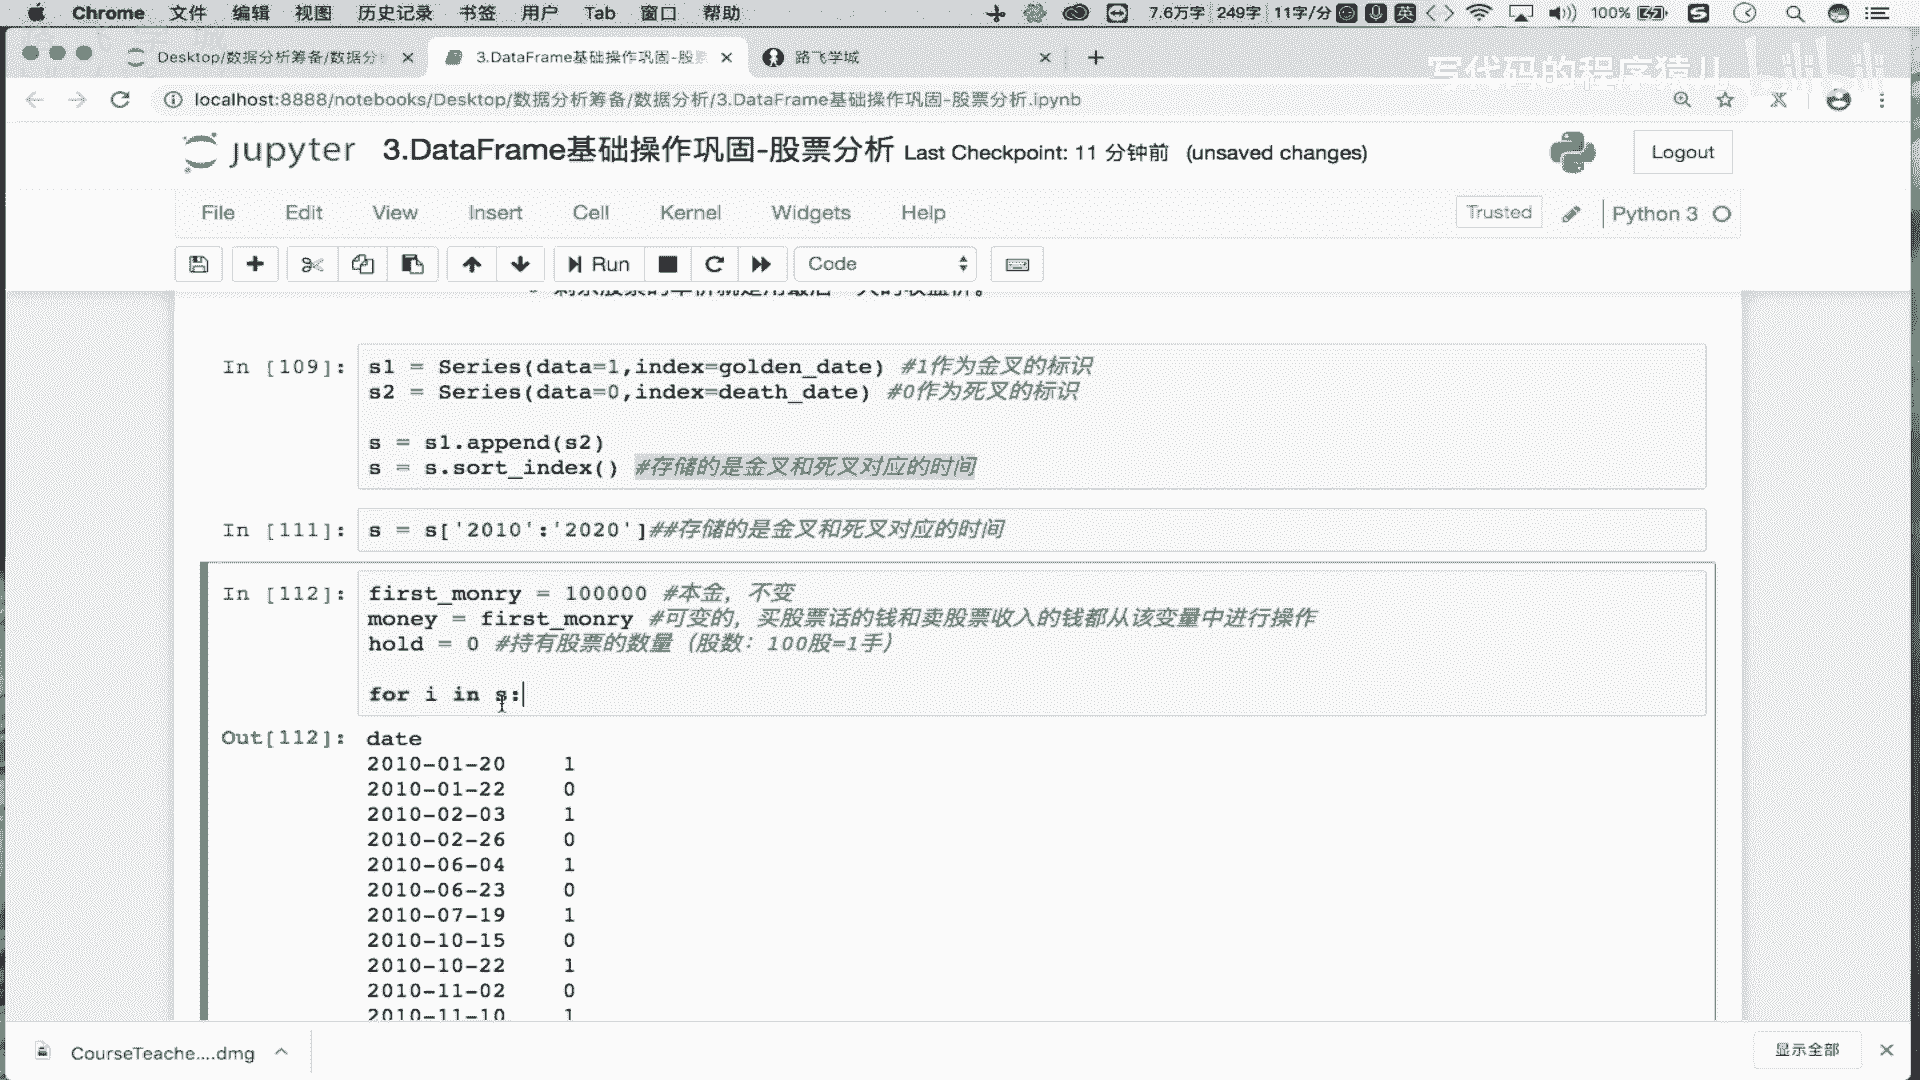 Chrome 文件 编辑 视图 历史记录 书签 用户 Tab 窗口 帮助 7.6万字 249字 11字/分 英 100%
Desktop/数据分析筹备/数据分 3.DataFrame基础操作巩固-股票 路飞学城
写代码的程序猿儿
localhost:8888/notebooks/Desktop/数据分析筹备/数据分析/3.DataFrame基础操作巩固-股票分析.ipynb
jupyter 3.DataFrame基础操作巩固-股票分析 Last Checkpoint: 11 分钟前 (unsaved changes) Logout
File Edit View Insert Cell Kernel Widgets Help Trusted Python 3
Run Code
In [109]: s1 = Series(data=1,index=golden_date) #1作为金叉的标识
s2 = Series(data=0,index=death_date) #0作为死叉的标识
s = s1.append(s2)
s = s.sort_index() #存储的是金叉和死叉对应的时间
In [111]: s = s['2010':'2020']##存储的是金叉和死叉对应的时间
In [112]: first_monry = 100000 #本金，不变
money = first_monry #可变的，买股票话的钱和卖股票收入的钱都从该变量中进行操作
hold = 0 #持有股票的数量（股数：100股=1手）
for i in s:
Out[112]: date
2010-01-20 1
2010-01-22 0
2010-02-03 1
2010-02-26 0
2010-06-04 1
2010-06-23 0
2010-07-19 1
2010-10-15 0
2010-10-22 1
2010-11-02 0
2010-11-10 1
CourseTeache....dmg 显示全部